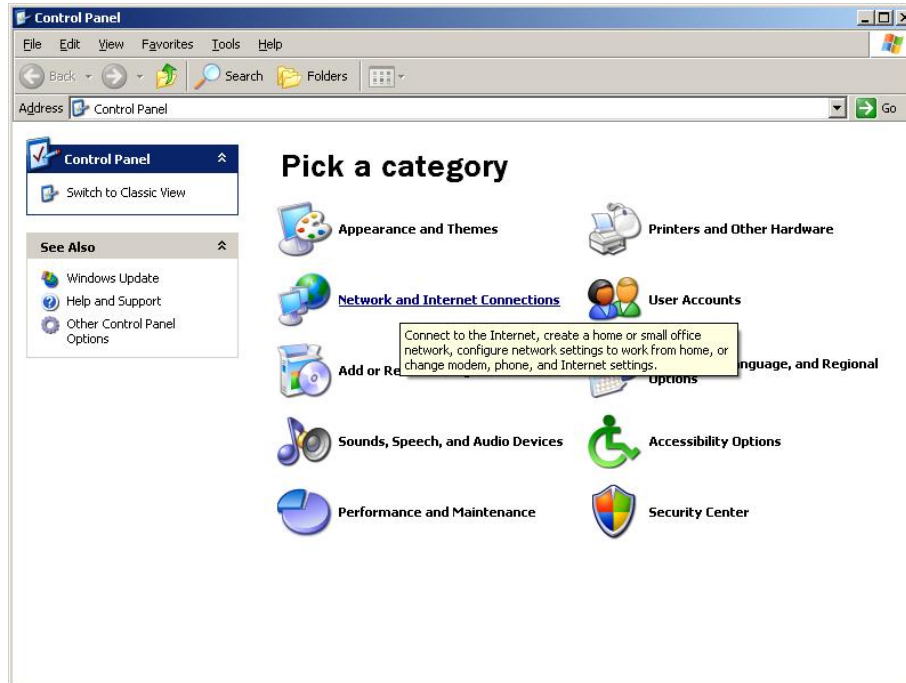 Control Panel
File Edit View Favorites Tools Help
Back Search Folders
Address Control Panel Go
Control Panel
Switch to Classic View
See Also
Windows Update
Help and Support
Other Control Panel
Options
Pick a category
Appearance and Themes
Printers and Other Hardware
Network and Internet Connections
User Accounts
Connect to the Internet, create a home or small office
network, configure network settings to work from home, or
change modem, phone, and Internet settings.
Add or
nguage, and Regional
Options
Sounds, Speech, and Audio Devices
Accessibility Options
Performance and Maintenance
Security Center